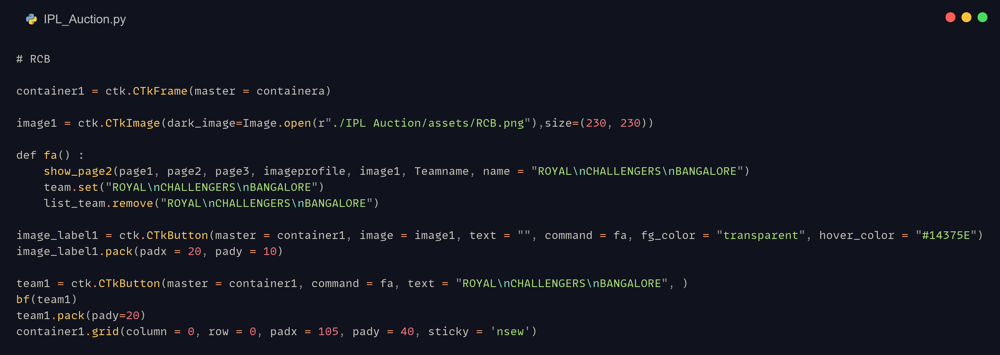 IPL_Auction.py
# RCB
container1 = ctk.CTkFrame(master = containera)
image1 = ctk.CTkImage(dark_image=Image.open(r"./IPL Auction/assets/RCB.png"),size=(230, 230))
def fa() :
    show_page2(page1, page2, page3, imageprofile, image1, Teamname, name = "ROYAL\nCHALLENGERS\nBANGALORE")
    team.set("ROYAL\nCHALLENGERS\nBANGALORE")
    list_team.remove("ROYAL\nCHALLENGERS\nBANGALORE")
image_label1 = ctk.CTkButton(master = container1, image = image1, text = "", command = fa, fg_color = "transparent", hover_color = "#14375E")
image_label1.pack(padx = 20, pady = 10)
team1 = ctk.CTkButton(master = container1, command = fa, text = "ROYAL\nCHALLENGERS\nBANGALORE", )
bf(team1)
team1.pack(pady=20)
container1.grid(column = 0, row = 0, padx = 105, pady = 40, sticky = 'nsew')